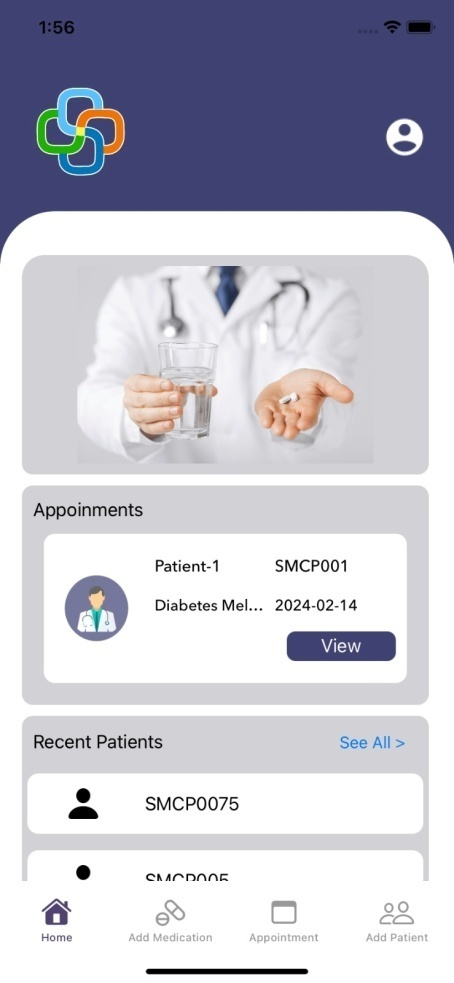 1:56
Appoinments
Patient-1 SMCP001
Diabetes Mel... 2024-02-14
View
Recent Patients See All >
SMCP0075
SMCP005
Home Add Medication Appointment Add Patient